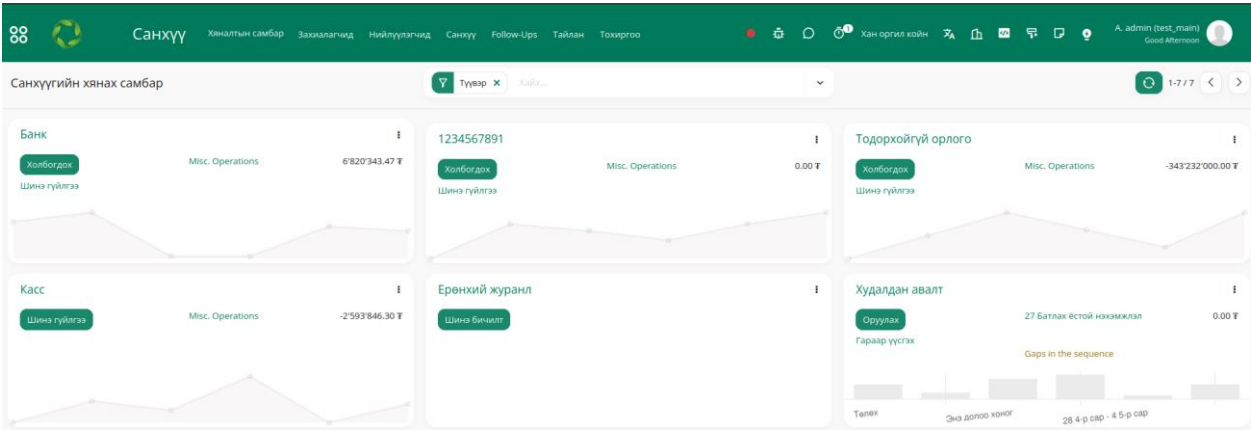 Санхүү Хяналтын самбар Захиалагчид Нийлүүлэгчид Санхүү Follow-Ups Тайлан Тохиргоо 1 Хан оргил койн A. admin (test_main)
Good Afternoon
Санхүүгийн хянах самбар Түүвэр × Хайх... 1-7 / 7
Банк
Холбогдох Misc. Operations 6'820'343.47 ₮
Шинэ гүйлгээ
1234567891
Холбогдох Misc. Operations 0.00 ₮
Шинэ гүйлгээ
Тодорхойгүй орлого
Холбогдох Misc. Operations -343'232'000.00 ₮
Шинэ гүйлгээ
Касс
Шинэ гүйлгээ Misc. Operations -2'593'846.30 ₮
Ерөнхий журанл
Шинэ бичилт
Худалдан авалт
Оруулах 27 Батлах ёстой нэхэмжлэл 0.00 ₮
Гараар үүсгэх
Gaps in the sequence
Төлөх Энэ долоо хоног 28 4-р сар - 4 5-р сар